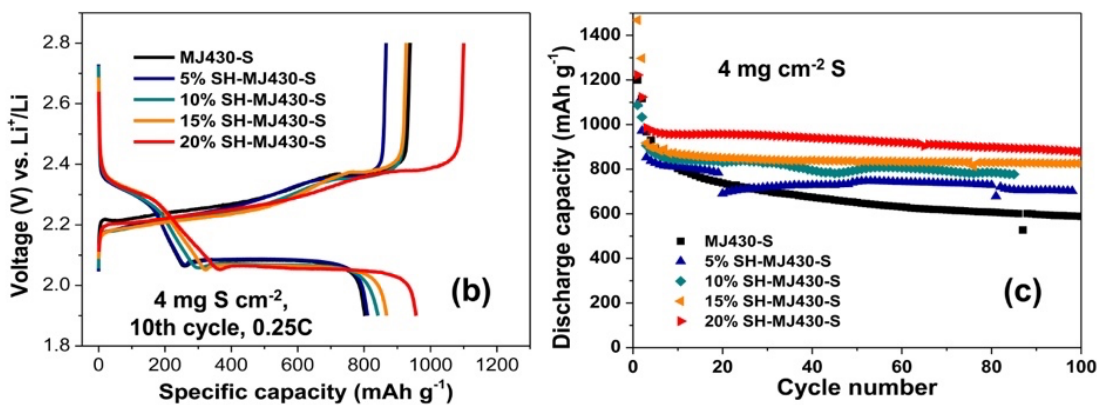 2.8
2.6
2.4
2.2
2.0
1.8
Voltage (V) vs. Li⁺/Li
MJ430-S
5% SH-MJ430-S
10% SH-MJ430-S
15% SH-MJ430-S
20% SH-MJ430-S
(b)
4 mg S cm⁻²,
10th cycle, 0.25C
0 200 400 600 800 1000 1200
Specific capacity (mAh g⁻¹)
1400
1200
1000
800
600
400
200
0
Discharge capacity (mAh g⁻¹)
4 mg cm⁻² S
MJ430-S
5% SH-MJ430-S
10% SH-MJ430-S
15% SH-MJ430-S
20% SH-MJ430-S
(c)
0 20 40 60 80 100
Cycle number